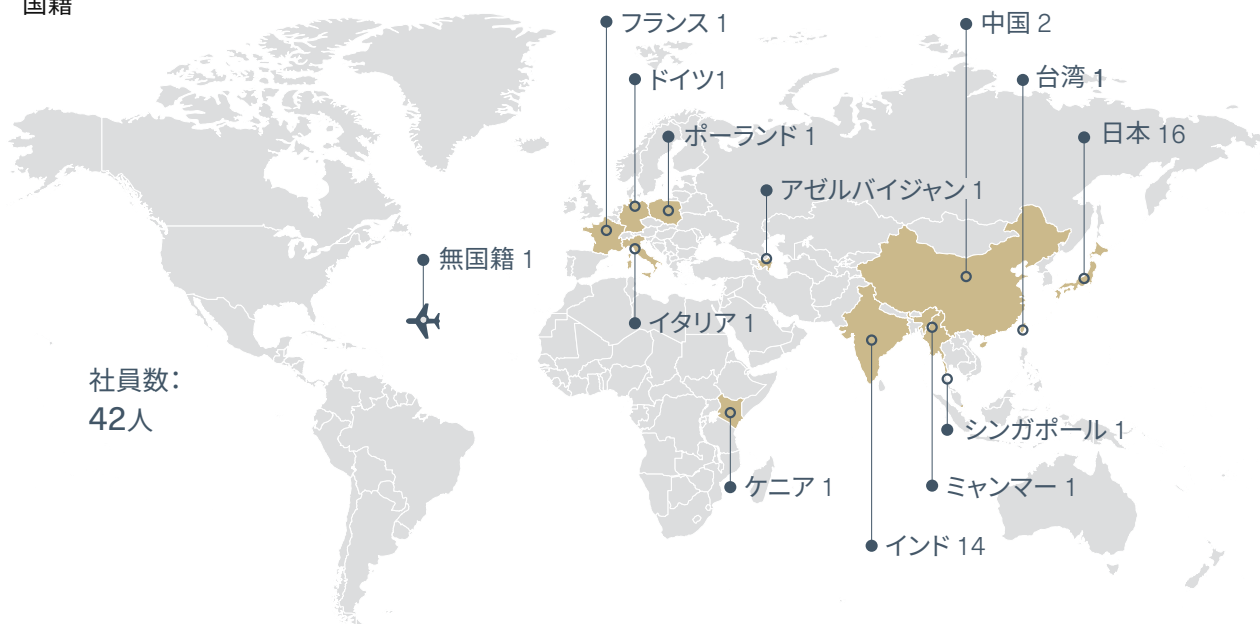 国籍
フランス 1
中国 2
ドイツ1
台湾 1
ポーランド 1
日本 16
アゼルバイジャン 1
無国籍 1
イタリア 1
社員数：
42人
シンガポール 1
ケニア 1
ミャンマー 1
インド 14